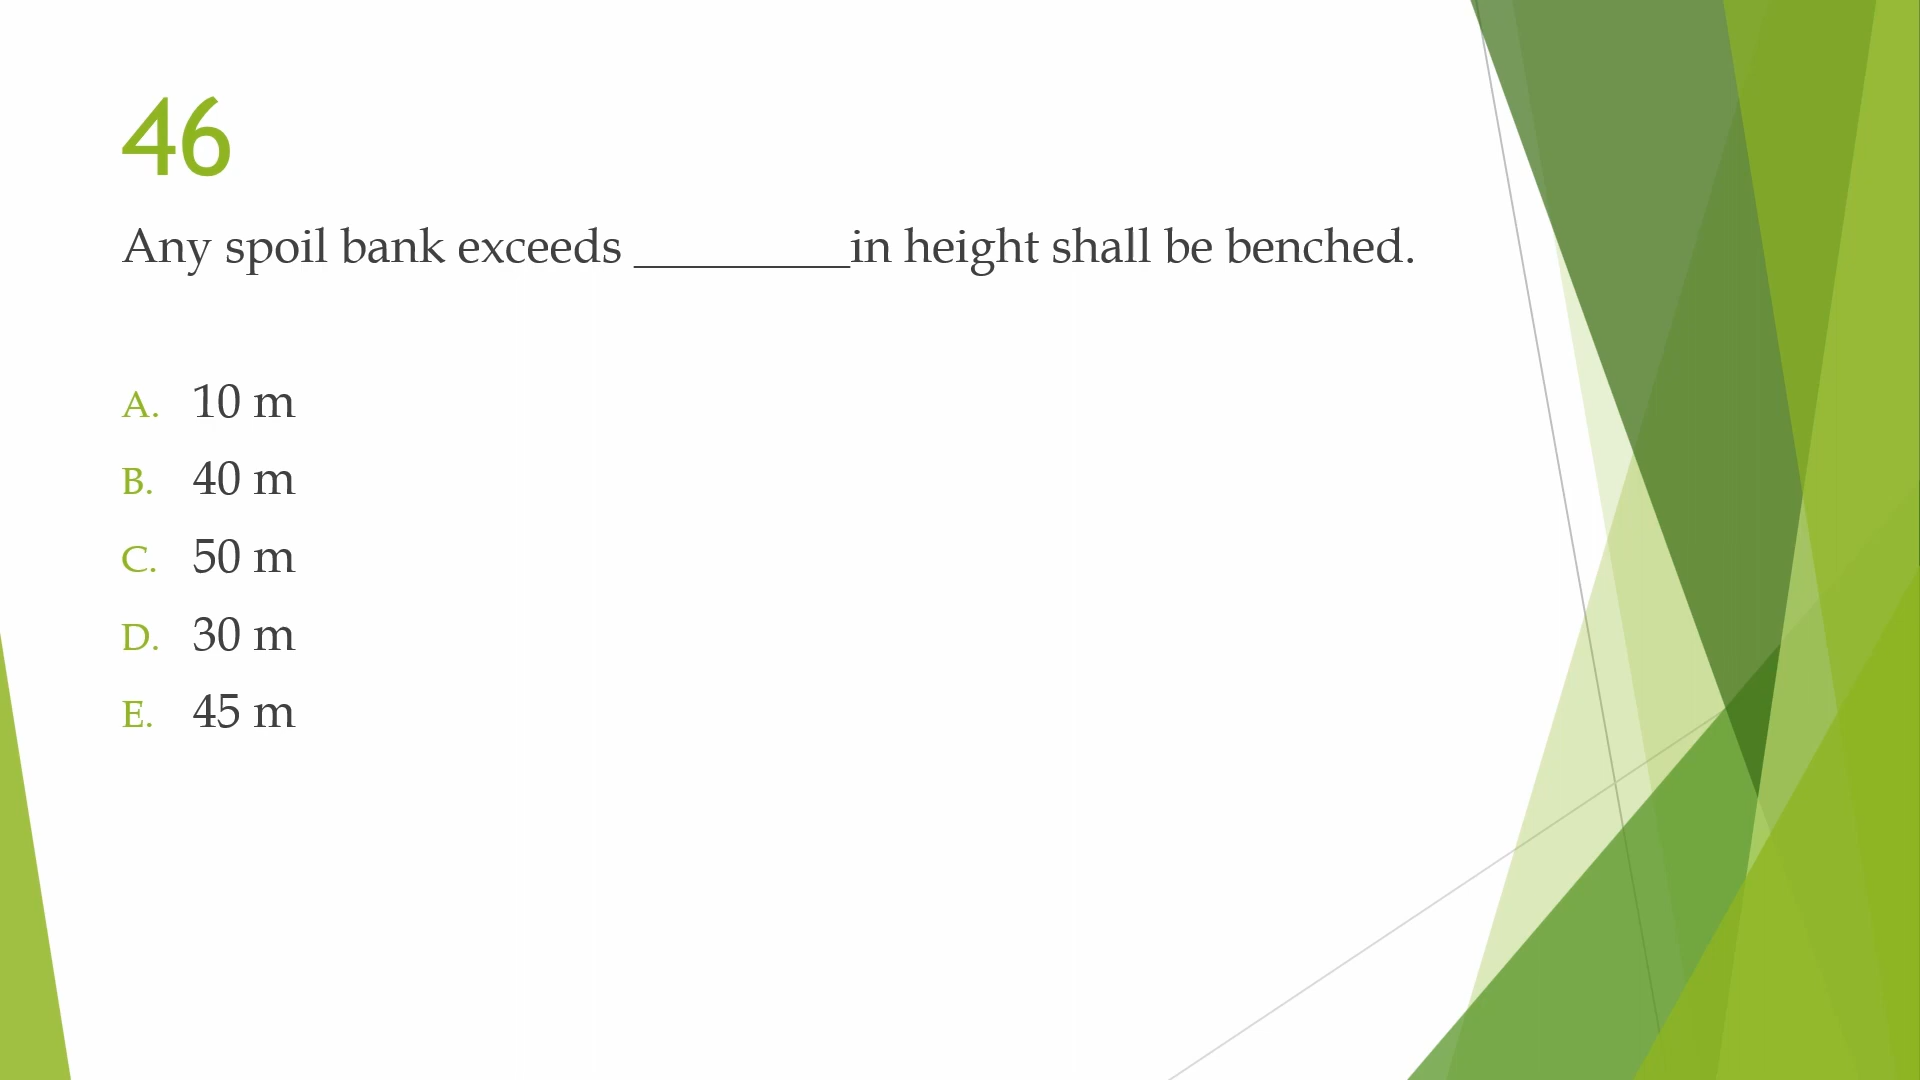 46
Any spoil bank exceeds _________in height shall be benched.
A. 10 m
B. 40 m
C. 50 m
D. 30 m
E. 45 m